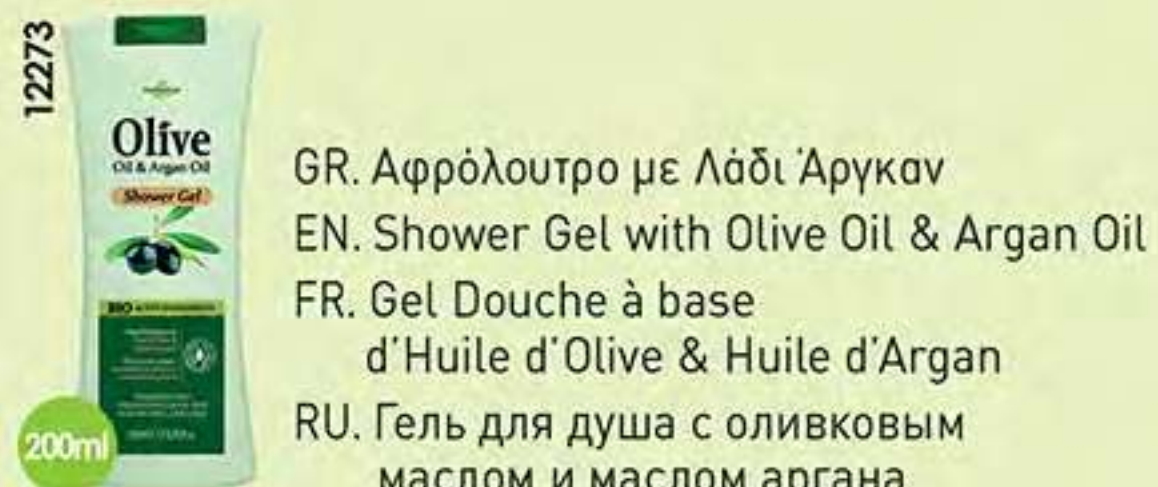 12273
Olive
Oil & Argan Oil
Shower Gel
BIO
200ml
GR. Αφρόλουτρο με Λάδι Άργκαν
EN. Shower Gel with Olive Oil & Argan Oil
FR. Gel Douche à base
d'Huile d'Olive & Huile d'Argan
RU. Гель для душа с оливковым
маслом и маслом аргана